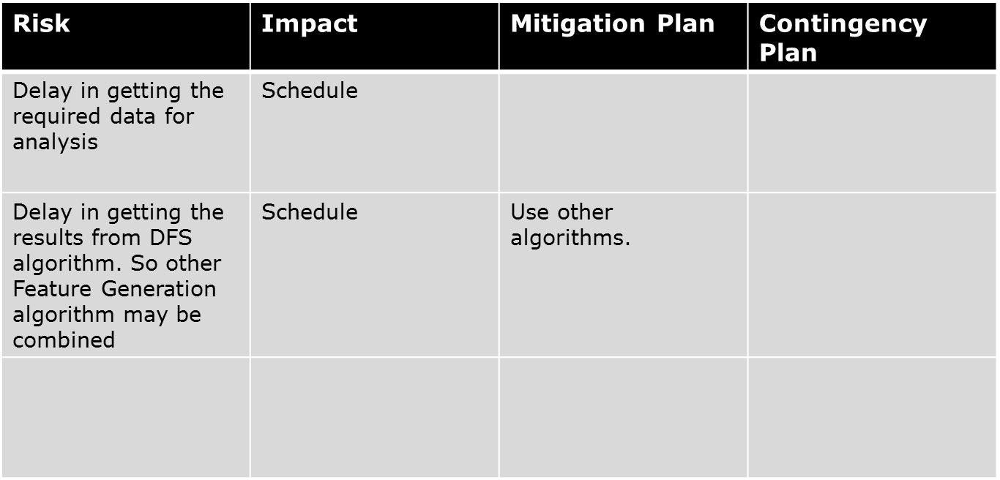 Risk
Impact
Mitigation Plan
Contingency
Plan
Delay in getting the
required data for
analysis
Schedule
Delay in getting the
results from DFS
algorithm. So other
Feature Generation
algorithm may be
combined
Schedule
Use other
algorithms.